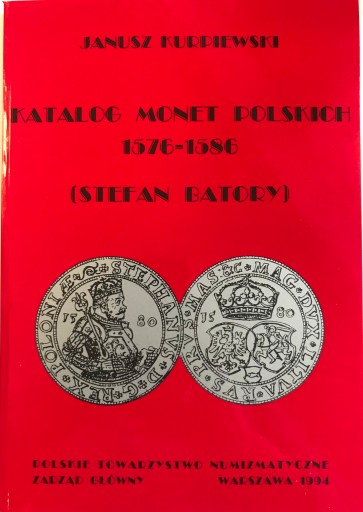 JANUSZ KURPIEWSKI
KATALOG MONET POLSKICH
1576-1586
(STEFAN BATORY)
STEPHANVS • D • G • REX • POLONIÆ
15 80
MAG • DVX • LITVA
RVS • PRVS • MAS • &C •
15 80
POLSKIE TOWARZYSTWO NUMIZMATYCZNE
ZARZĄD GŁÓWNY WARSZAWA 1994